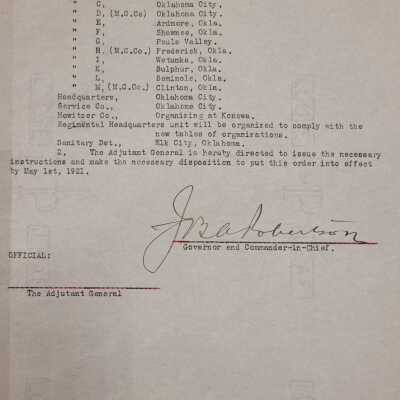 " C, Oklahoma City.
" D, (M.G.Co) Oklahoma City.
" E, Ardmore, Okla.
" F, Shawnee, Okla.
" G, Pauls Valley.
" H, (M.G.Co.) Frederick, Okla.
" I, Wetunka, Okla.
" K, Sulphur, Okla.
" L, Seminole, Okla.
" M, (M.G.Co.) Clinton, Okla.
Headquarters, Oklahoma City.
Service Co., Oklahoma City.
Howitzer Co., Organizing at Konawa.
Regimental Headquarters unit will be organized to comply with the
new tables of organizations.
Sanitary Det., Elk City, Oklahoma.
2, The Adjutant General is hereby directed to issue the necessary
instructions and make the necessary disposition to put this order into effect
by May 1st, 1921.
J B A Robertson
Governor and Commander-in-Chief.
OFFICIAL:
The Adjutant General